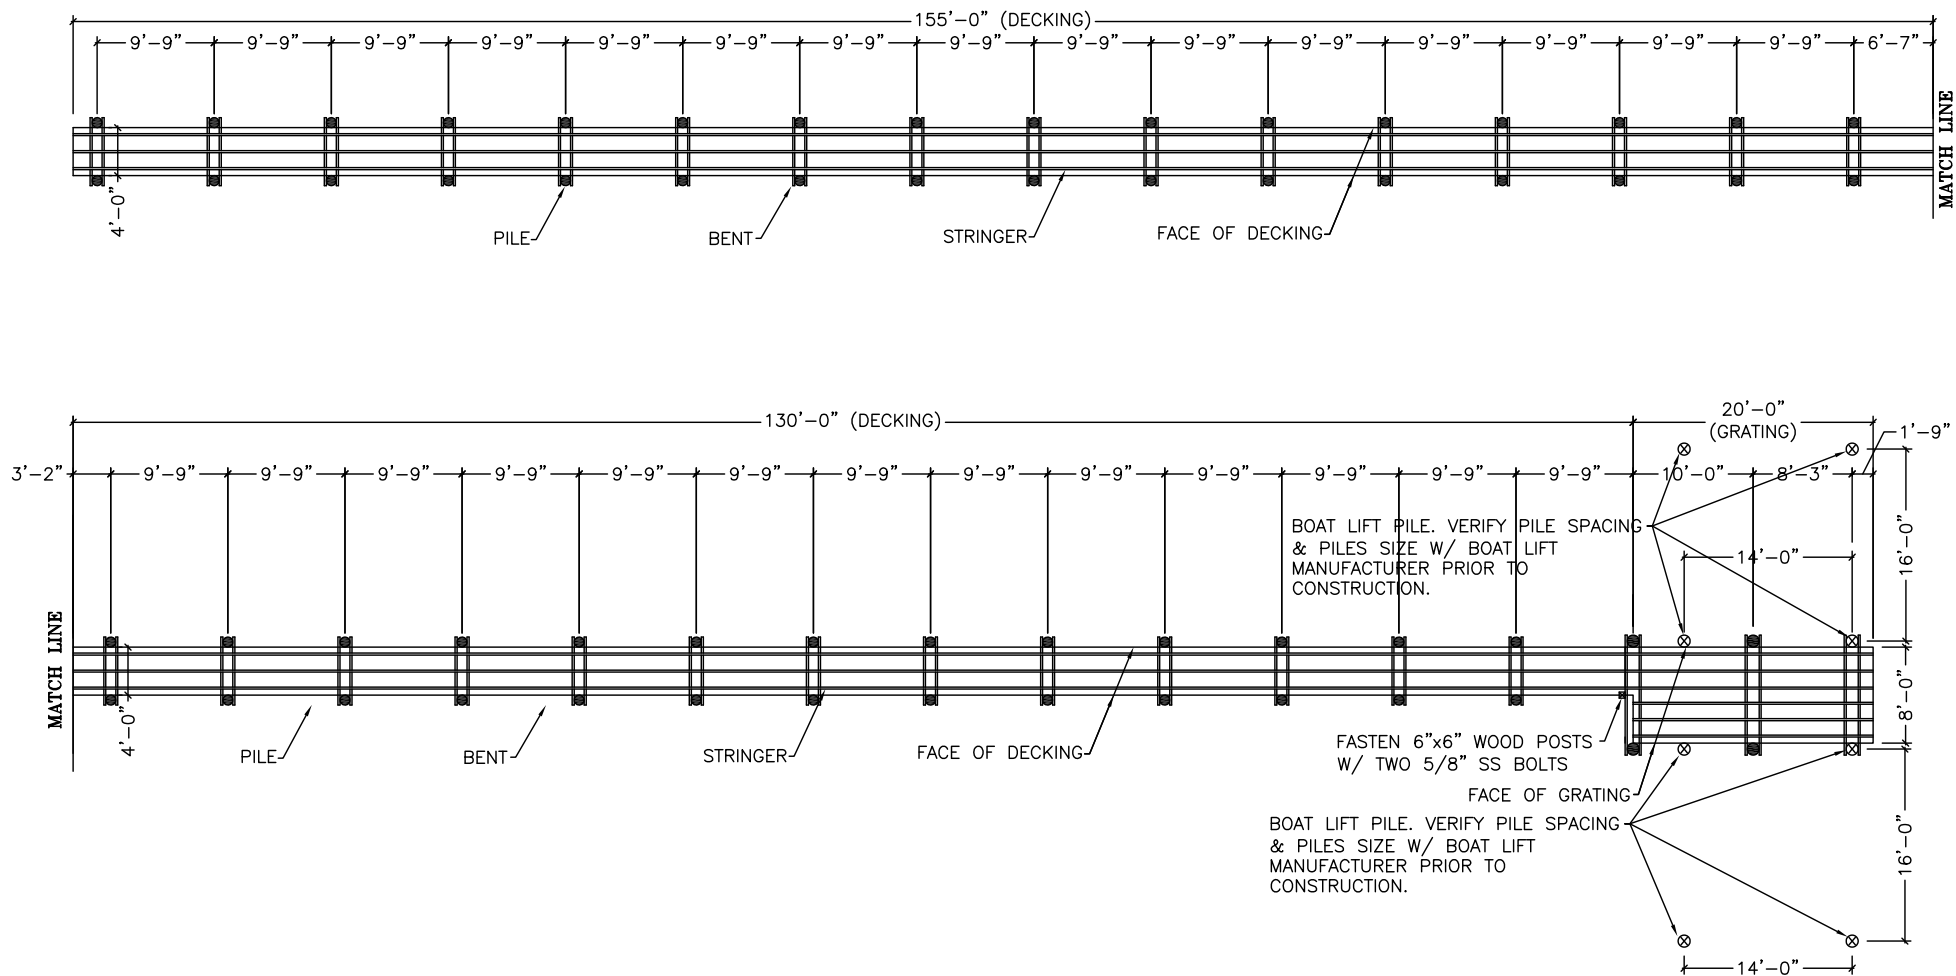 155'-0" (DECKING)
9'-9" 9'-9" 9'-9" 9'-9" 9'-9" 9'-9" 9'-9" 9'-9" 9'-9" 9'-9" 9'-9" 9'-9" 9'-9" 9'-9" 9'-9" 6'-7"
MATCH LINE
4'-0"
PILE
BENT
STRINGER
FACE OF DECKING
130'-0" (DECKING)
20'-0"
(GRATING)
1'-9"
3'-2" 9'-9" 9'-9" 9'-9" 9'-9" 9'-9" 9'-9" 9'-9" 9'-9" 9'-9" 9'-9" 9'-9" 9'-9" 9'-9" 10'-0" 8'-3"
BOAT LIFT PILE. VERIFY PILE SPACING
& PILES SIZE W/ BOAT LIFT
MANUFACTURER PRIOR TO
CONSTRUCTION.
14'-0"
16'-0"
MATCH LINE
4'-0"
8'-0"
PILE
BENT
STRINGER
FACE OF DECKING
FASTEN 6"x6" WOOD POSTS
W/ TWO 5/8" SS BOLTS
FACE OF GRATING
BOAT LIFT PILE. VERIFY PILE SPACING
& PILES SIZE W/ BOAT LIFT
MANUFACTURER PRIOR TO
CONSTRUCTION.
16'-0"
14'-0"